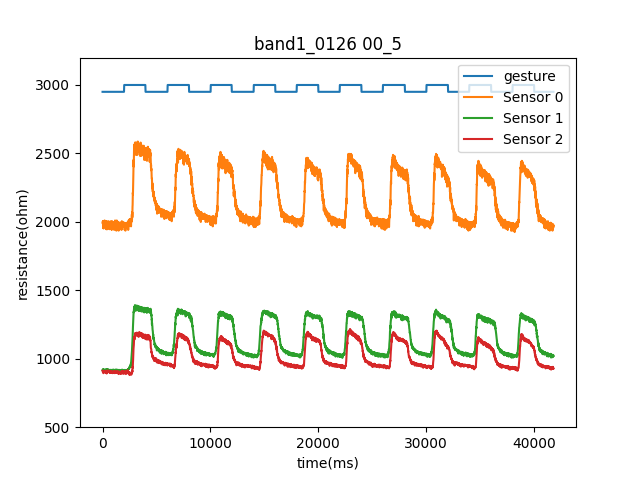 band1_0126 00_5
gesture
Sensor 0
Sensor 1
Sensor 2
3000
2500
2000
1500
1000
500
resistance(ohm)
0 10000 20000 30000 40000
time(ms)